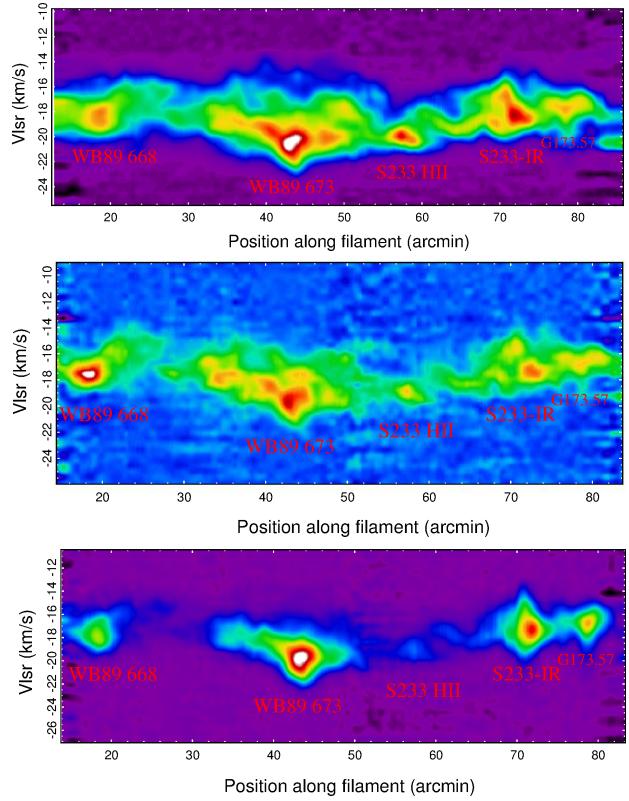 Vlsr (km/s)
-10
-12
-14
-16
-18
-20
-22
-24
WB89 668
WB89 673
S233 HII
S233-IR
G173.57
20
30
40
50
60
70
80
Position along filament (arcmin)
Vlsr (km/s)
-10
-12
-14
-16
-18
-20
-22
-24
WB89 668
WB89 673
S233 HII
S233-IR
G173.57
20
30
40
50
60
70
80
Position along filament (arcmin)
Vlsr (km/s)
-12
-14
-16
-18
-20
-22
-24
-26
WB89 668
WB89 673
S233 HII
S233-IR
G173.57
20
30
40
50
60
70
80
Position along filament (arcmin)